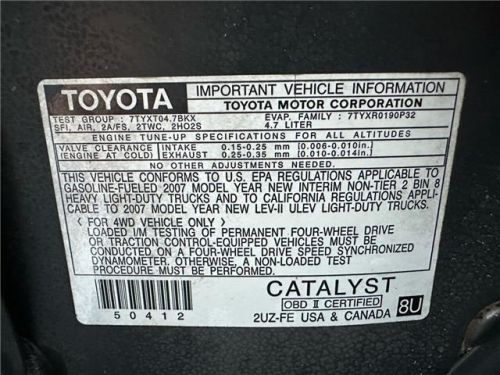 TOYOTA
IMPORTANT VEHICLE INFORMATION
TOYOTA MOTOR CORPORATION
TEST GROUP : 7TYXT04.7BKX EVAP. FAMILY : 7TYXR0190P32
SFI, AIR, 2A/FS, 2TWC, 2HO2S 4.7 LITER
ENGINE TUNE-UP SPECIFICATIONS FOR ALL ALTITUDES
VALVE CLEARANCE INTAKE 0.15-0.25 mm (0.006-0.010in.)
(ENGINE AT COLD) EXHAUST 0.25-0.35 mm (0.010-0.014in.)
NO ADJUSTMENTS NEEDED.
THIS VEHICLE CONFORMS TO U.S. EPA REGULATIONS APPLICABLE TO
GASOLINE-FUELED 2007 MODEL YEAR NEW INTERIM NON-TIER 2 BIN 8
HEAVY LIGHT-DUTY TRUCKS AND TO CALIFORNIA REGULATIONS APPLI-
CABLE TO 2007 MODEL YEAR NEW LEV-II ULEV LIGHT-DUTY TRUCKS.
〈 FOR 4WD VEHICLE ONLY 〉
LOADED IN TESTING OF PERMANENT FOUR-WHEEL DRIVE
OR TRACTION CONTROL-EQUIPPED VEHICLES MUST BE
CONDUCTED ON A FOUR-WHEEL DRIVE SPEED SYNCHRONIZED
DYNAMOMETER. OTHERWISE, A NON-LOADED TEST
PROCEDURE MUST BE PERFORMED.
50412
CATALYST
OBD II CERTIFIED
2UZ-FE USA & CANADA 8U